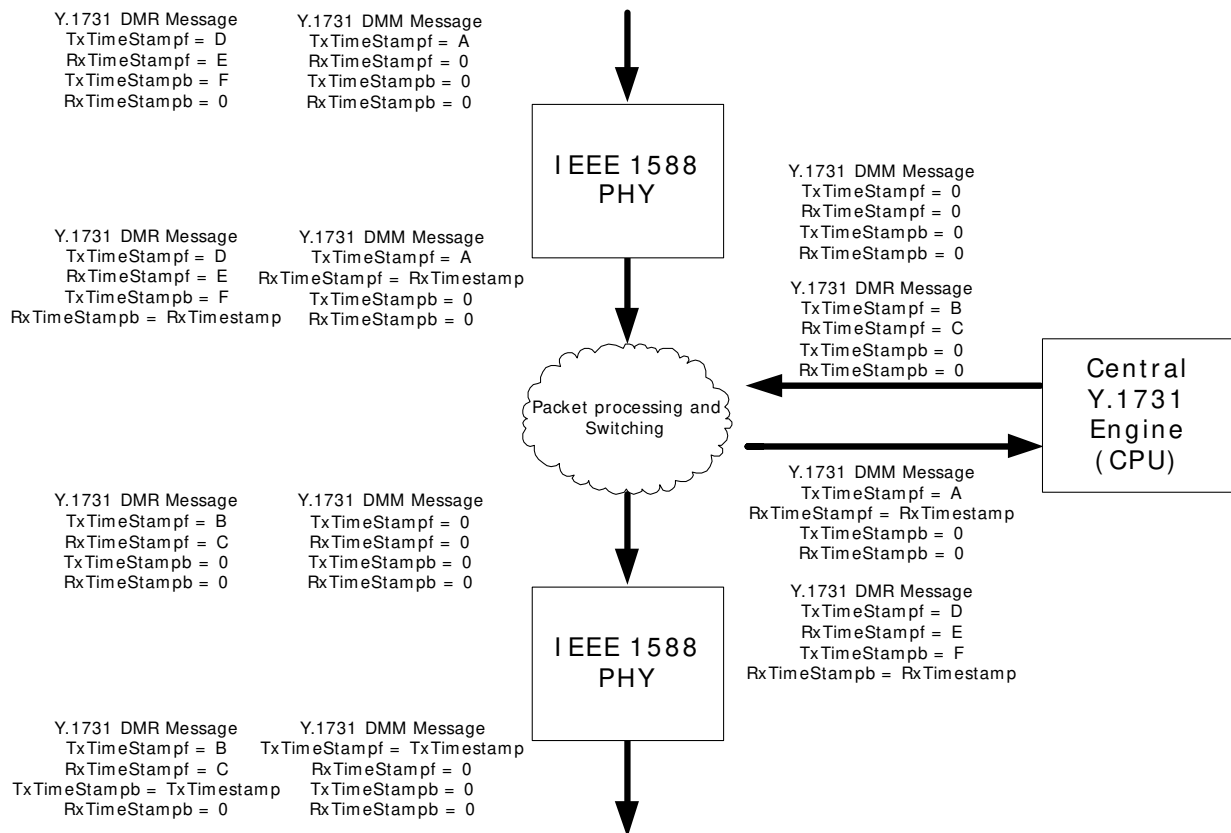 Y.1731 DMR Message
TxTimeStampf = D
RxTimeStampf = E
TxTimeStampb = F
RxTimeStampb = 0
Y.1731 DMM Message
TxTimeStampf = A
RxTimeStampf = 0
TxTimeStampb = 0
RxTimeStampb = 0
IEEE 1588
PHY
Y.1731 DMM Message
TxTimeStampf = 0
RxTimeStampf = 0
TxTimeStampb = 0
RxTimeStampb = 0
Y.1731 DMR Message
TxTimeStampf = D
RxTimeStampf = E
TxTimeStampb = F
RxTimeStampb = RxTimestamp
Y.1731 DMM Message
TxTimeStampf = A
RxTimeStampf = RxTimestamp
TxTimeStampb = 0
RxTimeStampb = 0
Y.1731 DMR Message
TxTimeStampf = B
RxTimeStampf = C
TxTimeStampb = 0
RxTimeStampb = 0
Packet processing and
Switching
Central
Y.1731
Engine
(CPU)
Y.1731 DMM Message
TxTimeStampf = A
RxTimeStampf = RxTimestamp
TxTimeStampb = 0
RxTimeStampb = 0
Y.1731 DMR Message
TxTimeStampf = B
RxTimeStampf = C
TxTimeStampb = 0
RxTimeStampb = 0
Y.1731 DMM Message
TxTimeStampf = 0
RxTimeStampf = 0
TxTimeStampb = 0
RxTimeStampb = 0
Y.1731 DMR Message
TxTimeStampf = D
RxTimeStampf = E
TxTimeStampb = F
RxTimeStampb = RxTimestamp
IEEE 1588
PHY
Y.1731 DMR Message
TxTimeStampf = B
RxTimeStampf = C
TxTimeStampb = TxTimestamp
RxTimeStampb = 0
Y.1731 DMM Message
TxTimeStampf = TxTimestamp
RxTimeStampf = 0
TxTimeStampb = 0
RxTimeStampb = 0